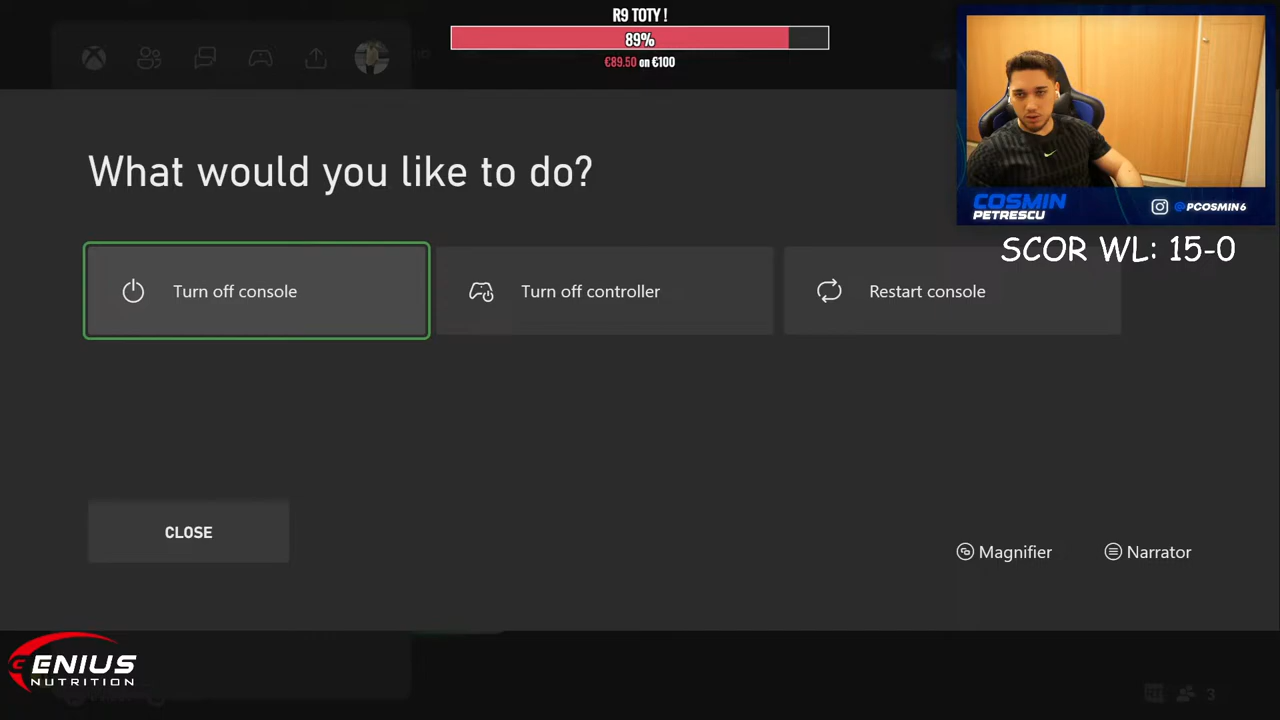 R9 TOTY !
89%
€89.50 on €100
What would you like to do?
COSMIN
PETRESCU
@PCOSMIN6
SCOR WL: 15-0
Turn off console
Turn off controller
Restart console
CLOSE
Magnifier
Narrator
ENIUS
NUTRITION
3